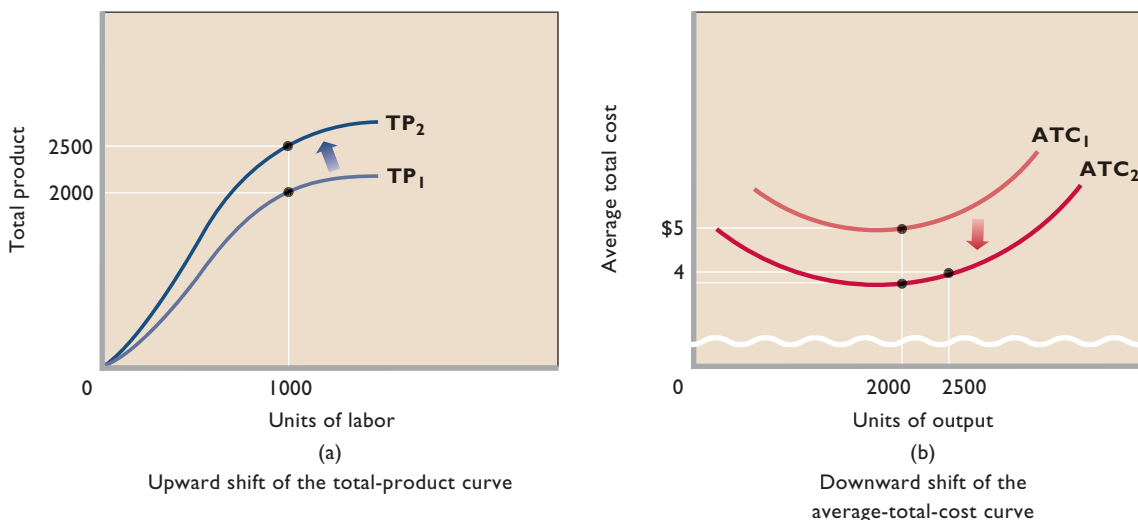 Total product
2500
2000
TP2
TP1
0
1000
Units of labor
(a)
Upward shift of the total-product curve
Average total cost
$5
4
ATC1
ATC2
0
2000
2500
Units of output
(b)
Downward shift of the
average-total-cost curve